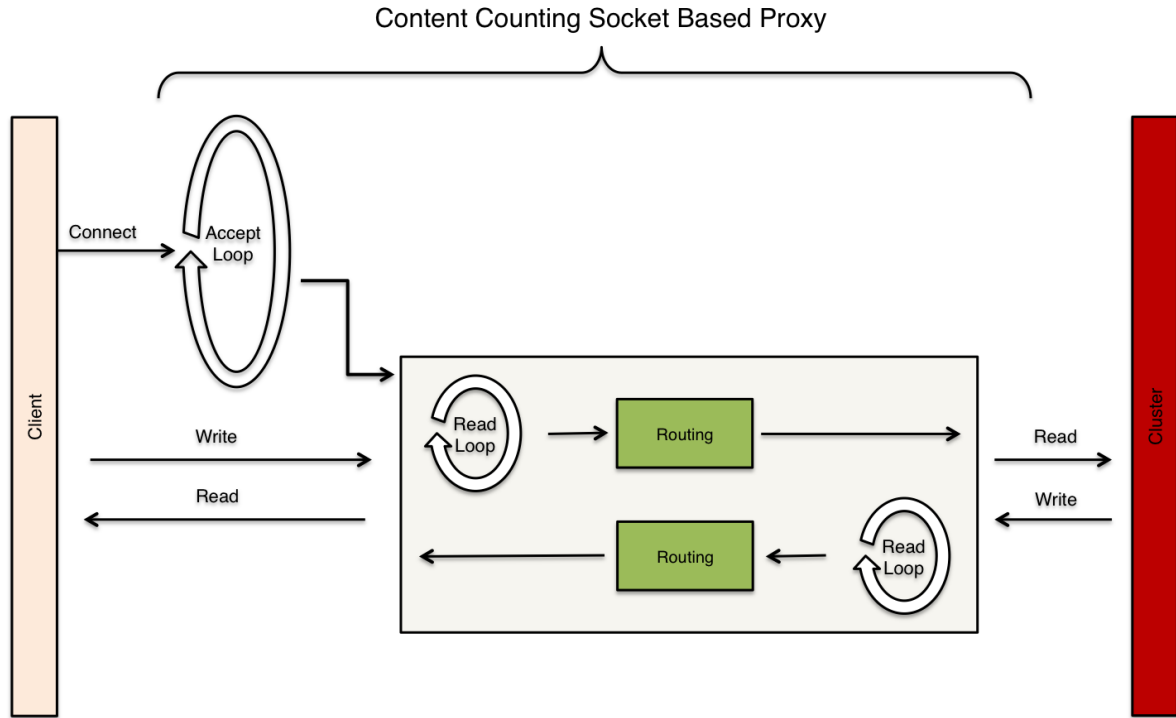 Content Counting Socket Based Proxy
Connect
Accept
Loop
Client
Cluster
Read
Loop
Routing
Write
Read
Read
Write
Routing
Read
Loop